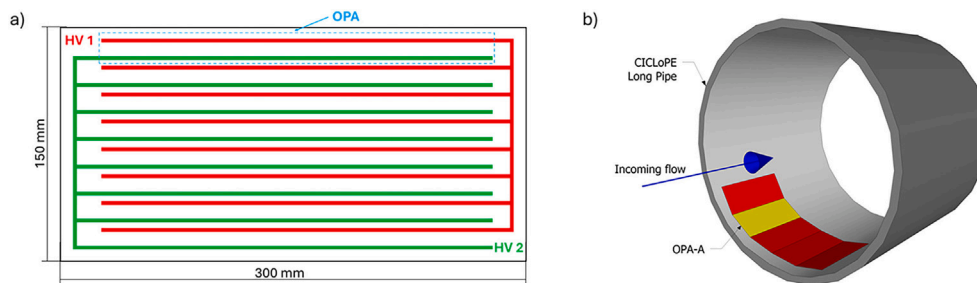 a)
OPA
HV 1
150 mm
HV 2
300 mm
b)
CICLoPE
Long Pipe
Incoming flow
OPA-A